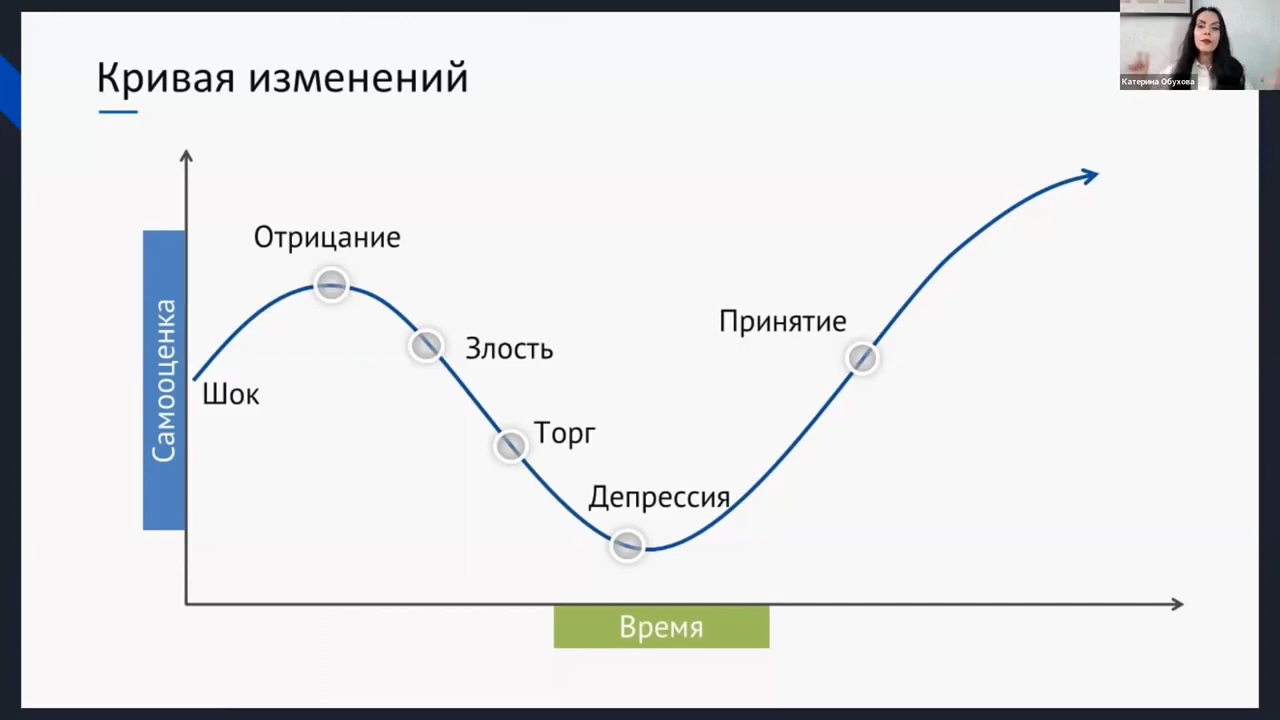 Кривая изменений
Катерина Обухова
Отрицание
Злость
Принятие
Шок
Самооценка
Торг
Депрессия
Время